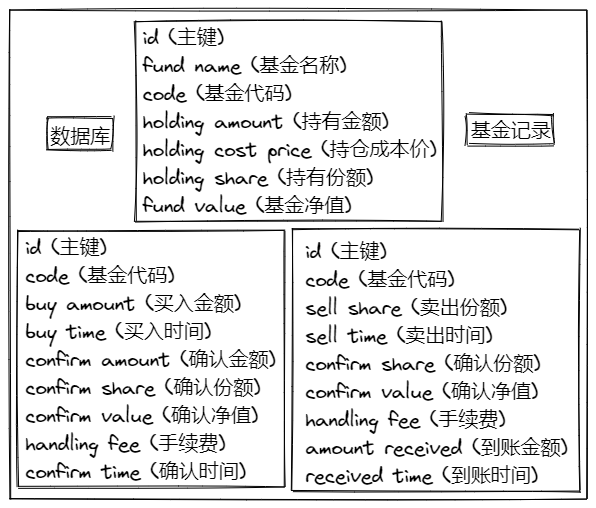 id (主键)
fund name (基金名称)
code (基金代码)
holding amount (持有金额)
holding cost price (持仓成本价)
holding share (持有份额)
fund value (基金净值)
数据库
基金记录
id (主键)
code (基金代码)
buy amount (买入金额)
buy time (买入时间)
confirm amount (确认金额)
confirm share (确认份额)
confirm value (确认净值)
handling fee (手续费)
confirm time (确认时间)
id (主键)
code (基金代码)
sell share (卖出份额)
sell time (卖出时间)
confirm share (确认份额)
confirm value (确认净值)
handling fee (手续费)
amount received (到账金额)
received time (到账时间)